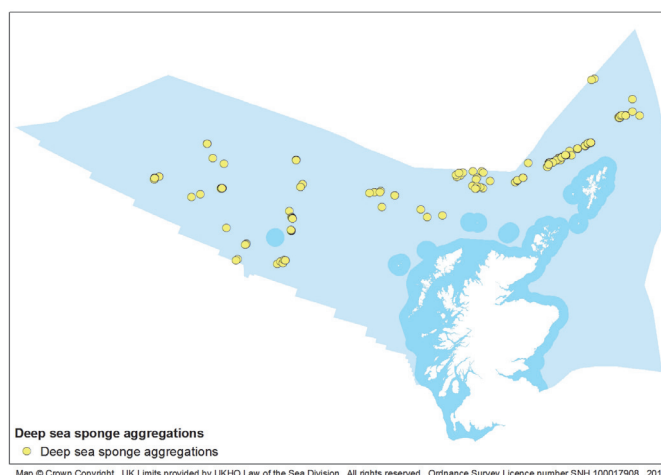 Deep sea sponge aggregations
Deep sea sponge aggregations
Map © Crown Copyright. UK Limits provided by UKHO Law of the Sea Division. All rights reserved. Ordnance Survey Licence number SNH 100017908